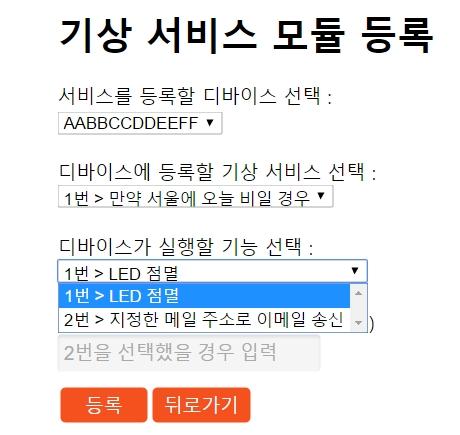 기상 서비스 모듈 등록
서비스를 등록할 디바이스 선택 :
AABBCCDDEEFF
디바이스에 등록할 기상 서비스 선택 :
1번 > 만약 서울에 오늘 비일 경우
디바이스가 실행할 기능 선택 :
1번 > LED 점멸
1번 > LED 점멸
2번 > 지정한 메일 주소로 이메일 송신 )
2번을 선택했을 경우 입력
등록 뒤로가기